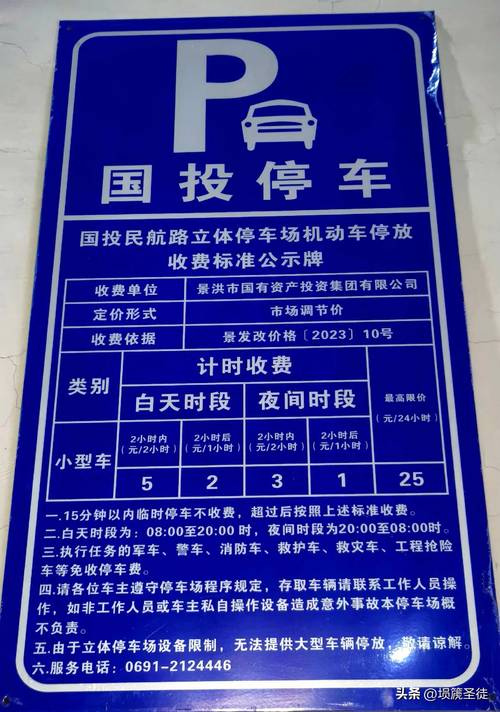 P
国投停车
国投民航路立体停车场机动车停放
收费标准公示牌
收费单位 景洪市国有资产投资集团有限公司
定价形式 市场调节价
收费依据 景发改价格〔2023〕10号
类别 计时收费 最高限价（元/24小时）
白天时段 夜间时段
2小时内（元/2小时） 2小时后（元/1小时） 2小时内（元/2小时） 2小时后（元/1小时）
小型车 5 2 3 1 25
一.15分钟以内临时停车不收费，超过后按照上述标准收费。
二.白天时段为：08:00至20:00时，夜间时段为20:00至08:00时。
三.执行任务的军车、警车、消防车、救护车、救灾车、工程抢险
车等免收停车费。
四.请各位车主遵守停车场程序规定，存取车辆请联系工作人员操
作，如非工作人员或车主私自操作设备造成意外事故本停车场概
不负责。
五.由于立体停车场设备限制，无法提供大型车辆停放，敬请谅解。
六.服务电话：0691-2124446
头条@埙篪圣徒